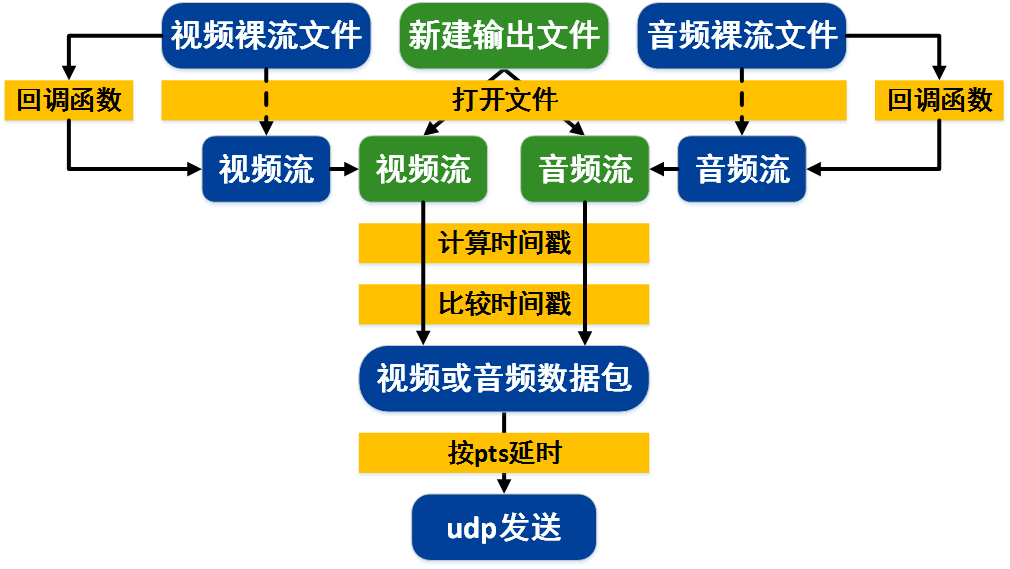 视频裸流文件
新建输出文件
音频裸流文件
回调函数
打开文件
回调函数
视频流
视频流
音频流
音频流
计算时间戳
比较时间戳
视频或音频数据包
按pts延时
udp发送